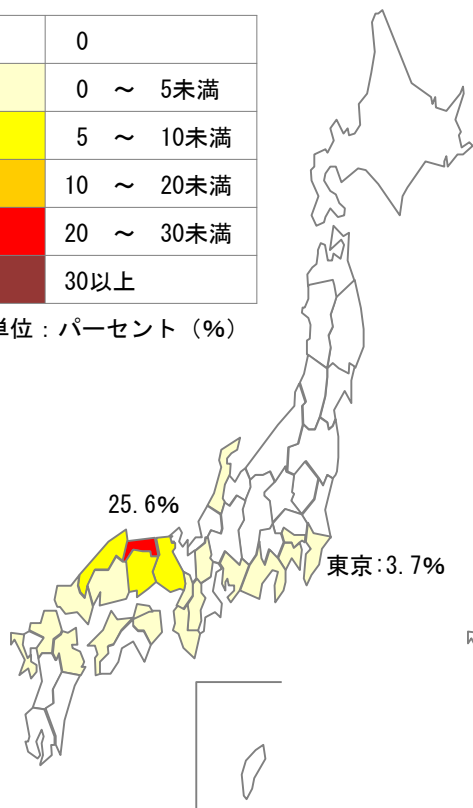 0
0 ～ 5未満
5 ～ 10未満
10 ～ 20未満
20 ～ 30未満
30以上
単位：パーセント（%）
25.6%
東京:3.7%